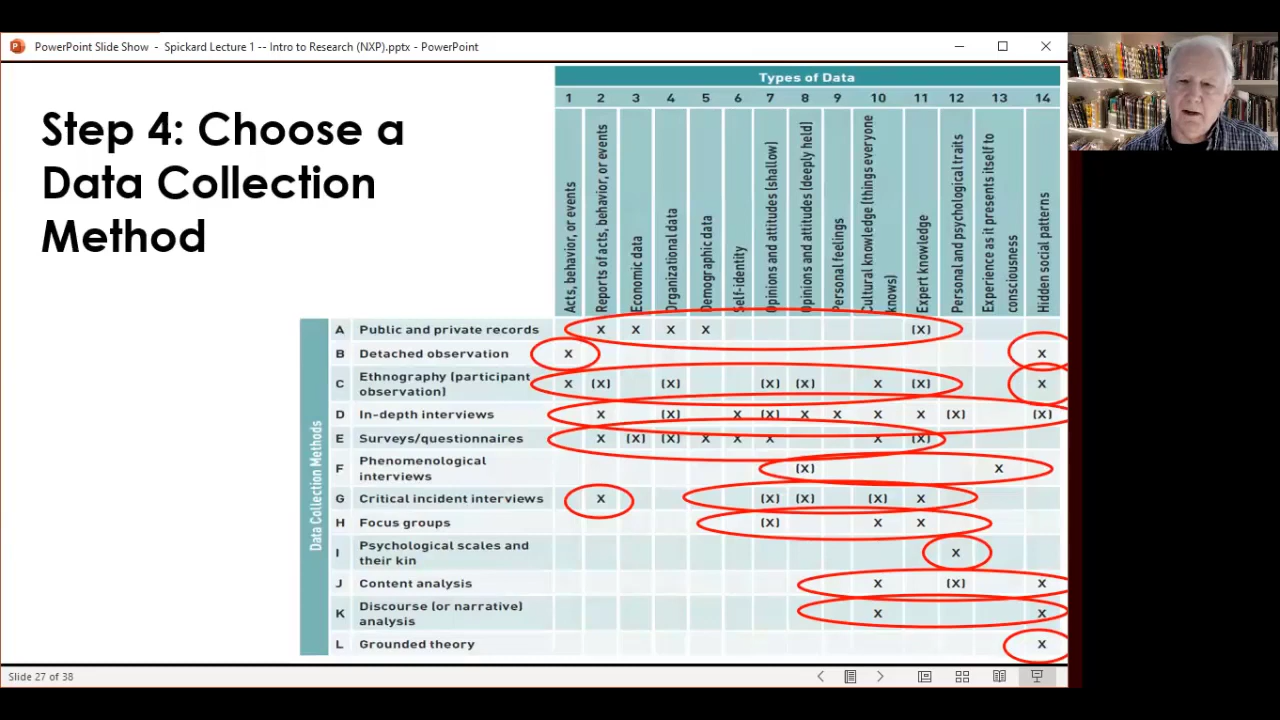 PowerPoint Slide Show - Spickard Lecture 1 -- Intro to Research (NXP).pptx - PowerPoint
Step 4: Choose a
Data Collection
Method
Types of Data
1 2 3 4 5 6 7 8 9 10 11 12 13 14
Acts, behavior, or events
Reports of acts, behavior, or events
Economic data
Organizational data
Demographic data
Self-identity
Opinions and attitudes (shallow)
Opinions and attitudes (deeply held)
Personal feelings
Cultural knowledge (things everyone
knows)
Expert knowledge
Personal and psychological traits
Experience as it presents itself to
consciousness
Hidden social patterns
Data Collection Methods
A Public and private records X X X X (X)
B Detached observation X X
C Ethnography (participant
observation) X (X) (X) (X) (X) X (X) X
D In-depth interviews X (X) X (X) X X X X (X) (X)
E Surveys/questionnaires X (X) (X) X X X X (X)
F Phenomenological
interviews (X) X
G Critical incident interviews X (X) (X) (X) X
H Focus groups (X) X X
I Psychological scales and
their kin X
J Content analysis X (X) X
K Discourse (or narrative)
analysis X X
L Grounded theory X
Slide 27 of 38